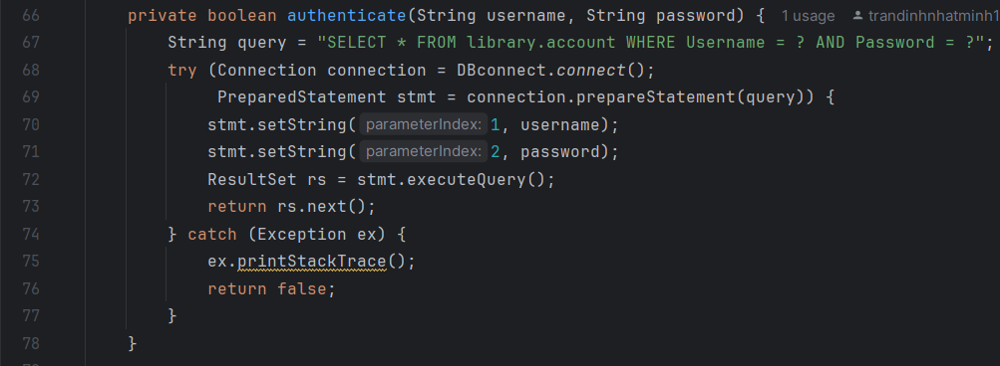 66 private boolean authenticate(String username, String password) { 1 usage trandinhnhatminh1
67 String query = "SELECT * FROM library.account WHERE Username = ? AND Password = ?";
68 try (Connection connection = DBconnect.connect();
69 PreparedStatement stmt = connection.prepareStatement(query)) {
70 stmt.setString( parameterIndex: 1, username);
71 stmt.setString( parameterIndex: 2, password);
72 ResultSet rs = stmt.executeQuery();
73 return rs.next();
74 } catch (Exception ex) {
75 ex.printStackTrace();
76 return false;
77 }
78 }